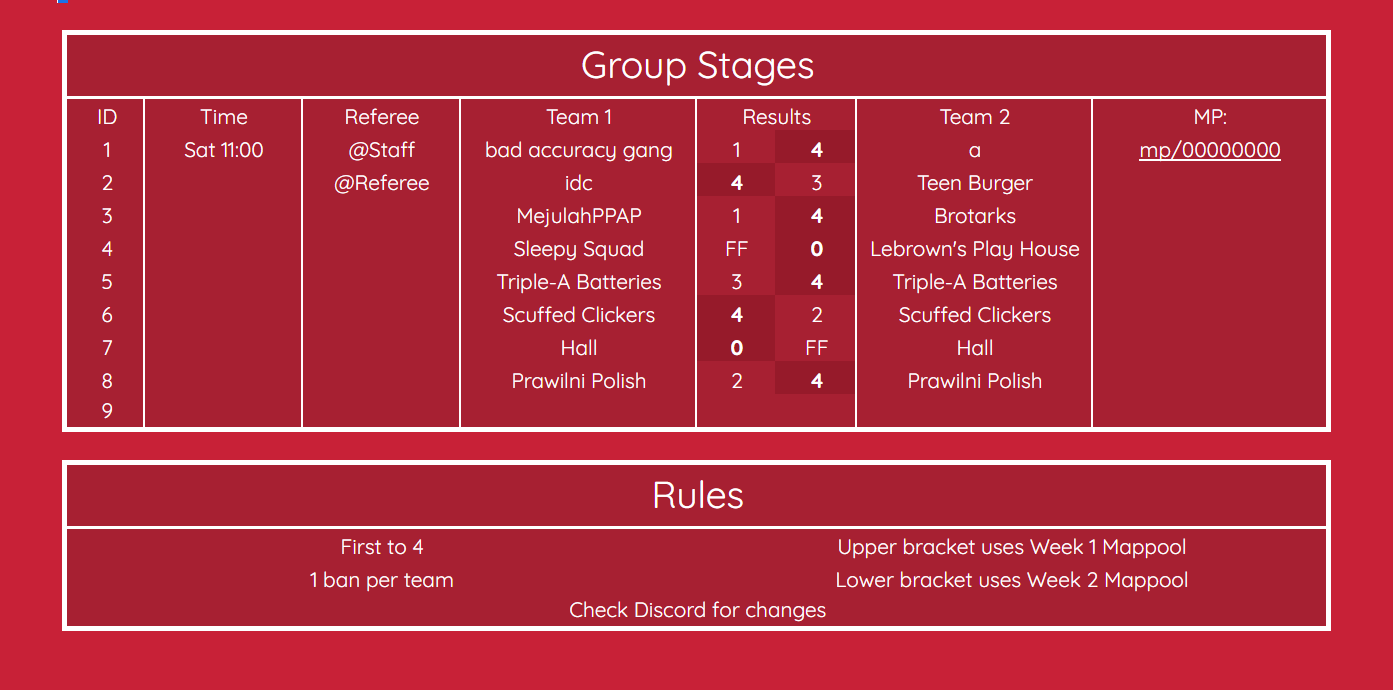 Group Stages
ID Time Referee Team 1 Results Team 2 MP:
1 Sat 11:00 @Staff bad accuracy gang 1 4 a mp/00000000
2 @Referee idc 4 3 Teen Burger
3 MejulahPPAP 1 4 Brotarks
4 Sleepy Squad FF 0 Lebrown's Play House
5 Triple-A Batteries 3 4 Triple-A Batteries
6 Scuffed Clickers 4 2 Scuffed Clickers
7 Hall 0 FF Hall
8 Prawilni Polish 2 4 Prawilni Polish
9
Rules
First to 4 Upper bracket uses Week 1 Mappool
1 ban per team Lower bracket uses Week 2 Mappool
Check Discord for changes